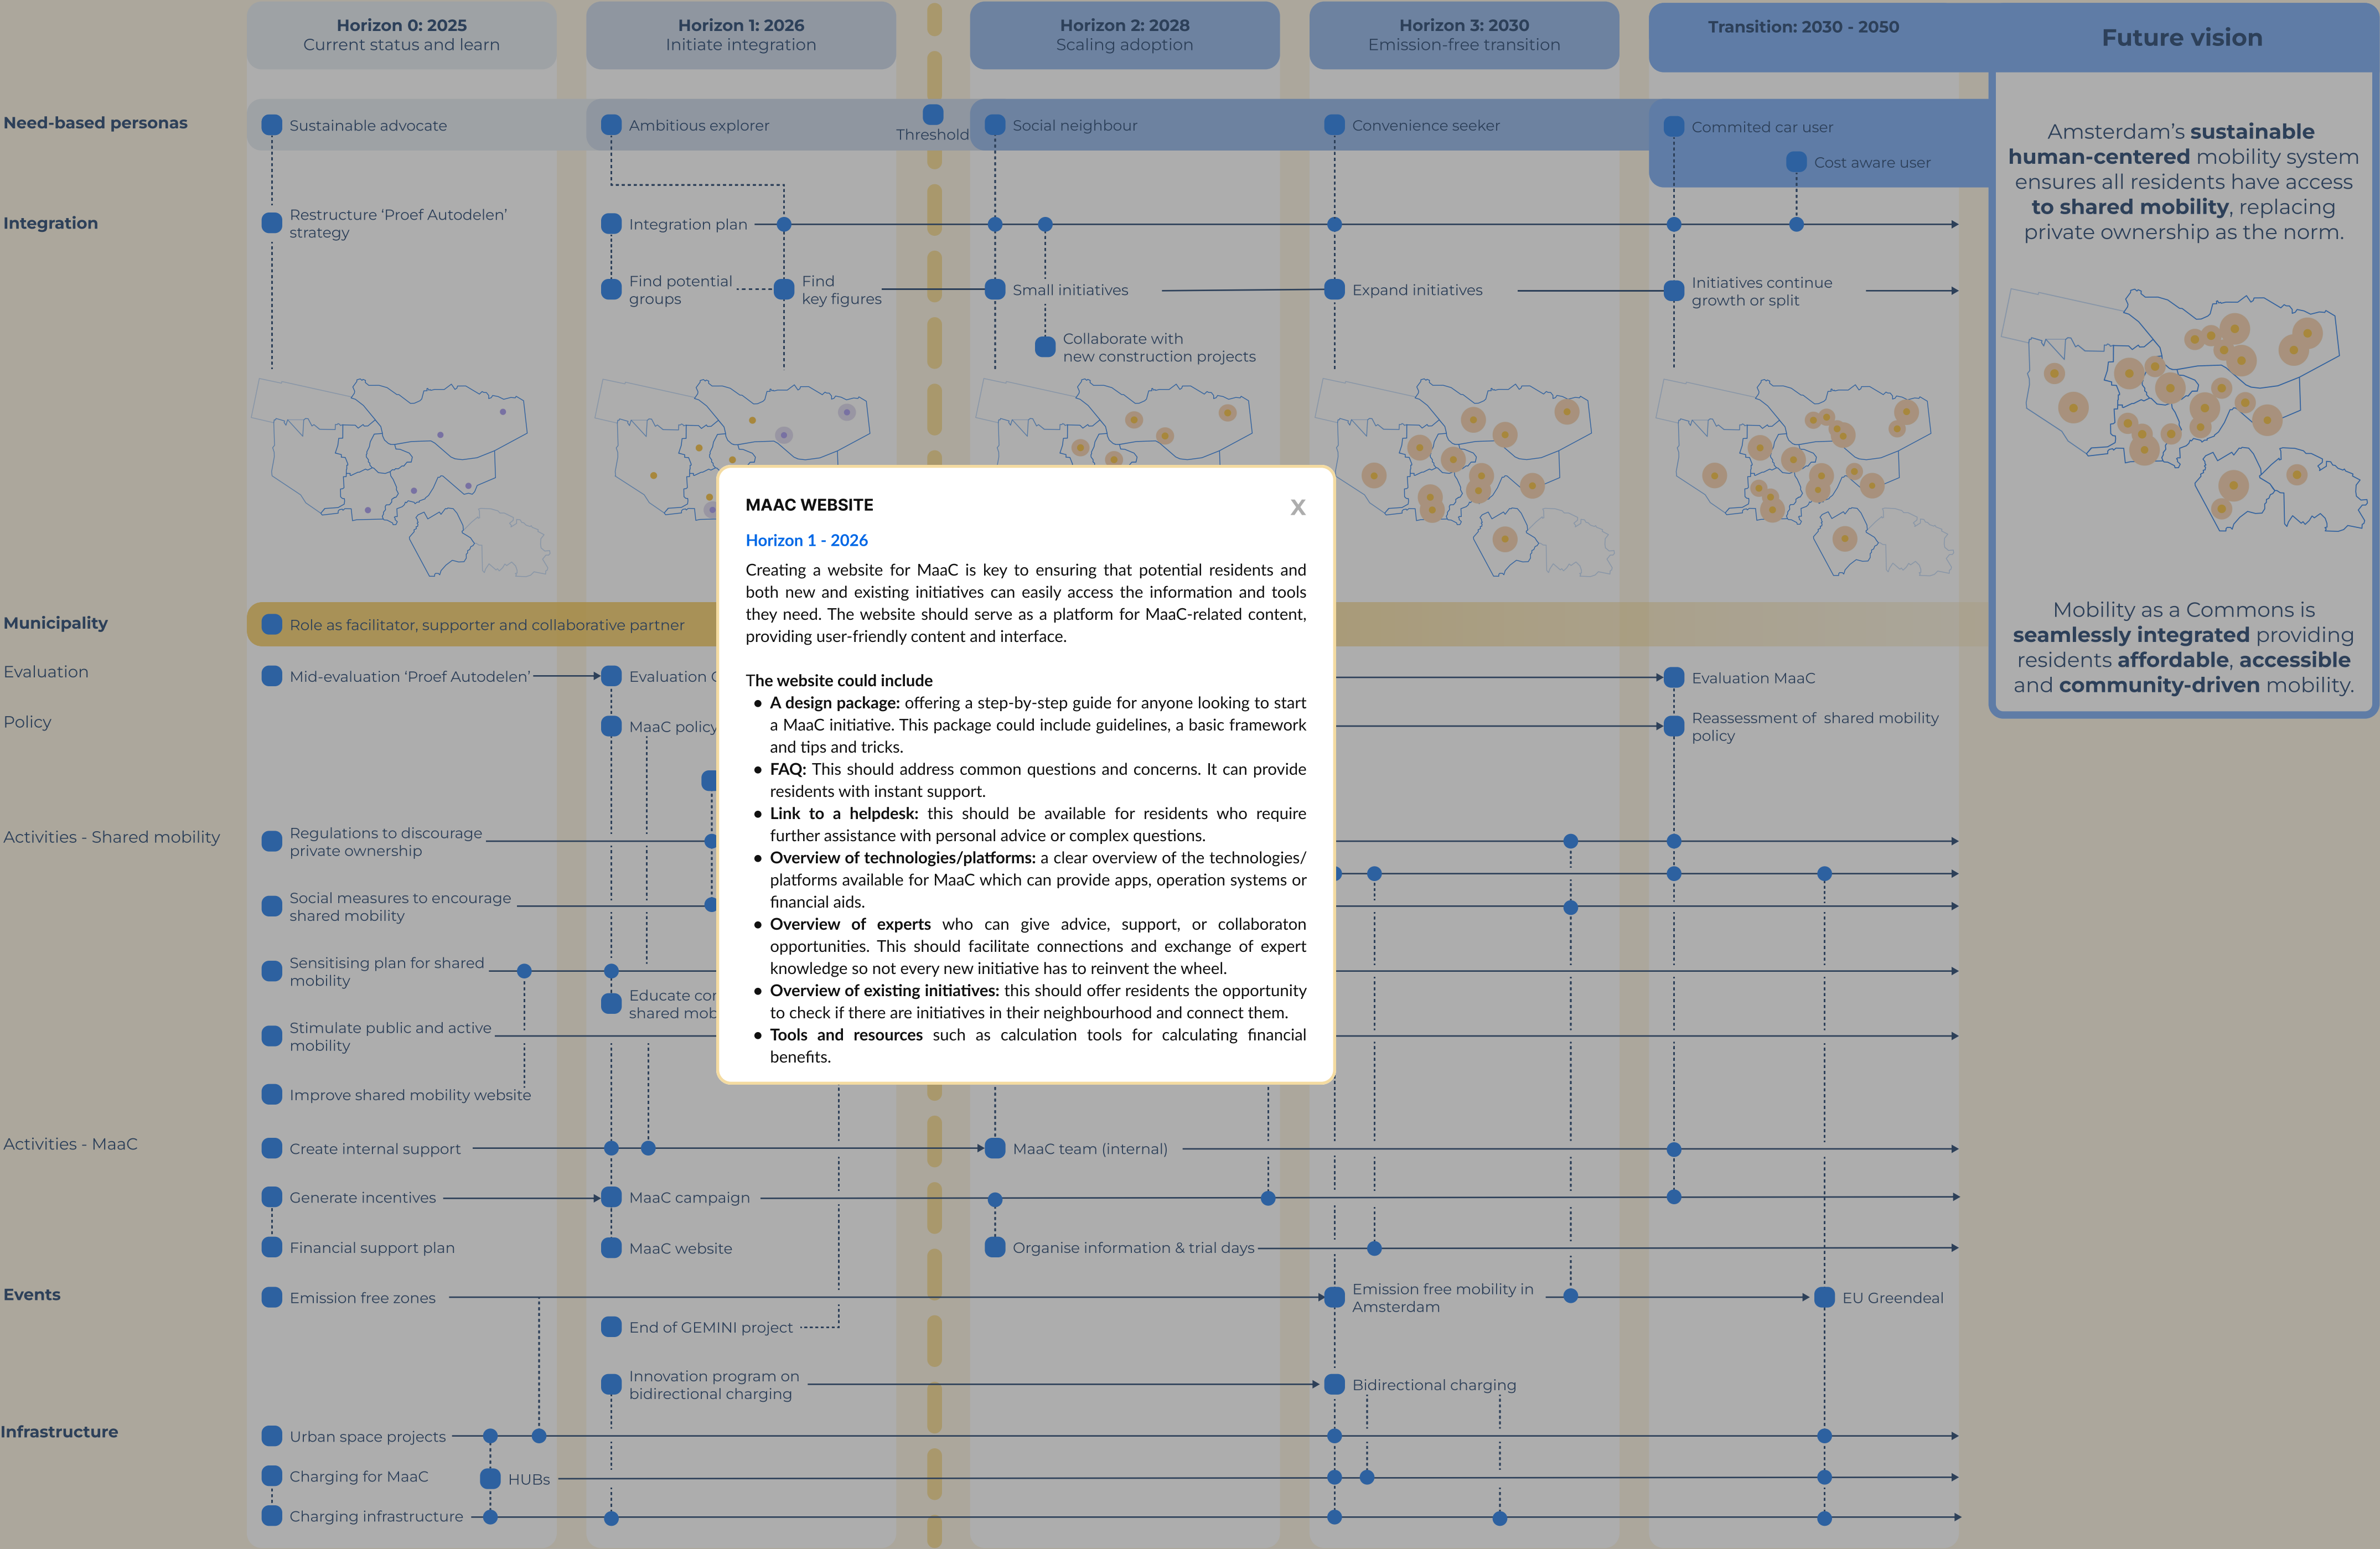 Horizon 0: 2025
Current status and learn
Horizon 1: 2026
Initiate integration
Horizon 2: 2028
Scaling adoption
Horizon 3: 2030
Emission-free transition
Transition: 2030 - 2050
Future vision
Need-based personas
Sustainable advocate
Ambitious explorer
Threshold
Social neighbour
Convenience seeker
Commited car user
Cost aware user
Integration
Restructure ‘Proef Autodelen’
strategy
Integration plan
Find potential
groups
Find
key figures
Small initiatives
Collaborate with
new construction projects
Expand initiatives
Initiatives continue
growth or split
Amsterdam’s sustainable
human-centered mobility system
ensures all residents have access
to shared mobility, replacing
private ownership as the norm.
Mobility as a Commons is
seamlessly integrated providing
residents affordable, accessible
and community-driven mobility.
Municipality
Role as facilitator, supporter and collaborative partner
Evaluation
Mid-evaluation ‘Proef Autodelen’
Evaluation
Evaluation MaaC
Policy
MaaC policy
Reassessment of shared mobility
policy
Activities - Shared mobility
Regulations to discourage
private ownership
Social measures to encourage
shared mobility
Sensitising plan for shared
mobility
Educate
shared
Stimulate public and active
mobility
Improve shared mobility website
Activities - MaaC
Create internal support
MaaC team (internal)
Generate incentives
MaaC campaign
Financial support plan
MaaC website
Organise information & trial days
Events
Emission free zones
Emission free mobility in
Amsterdam
EU Greendeal
End of GEMINI project
Innovation program on
bidirectional charging
Bidirectional charging
Infrastructure
Urban space projects
Charging for MaaC
HUBs
Charging infrastructure
MAAC WEBSITE
X
Horizon 1 - 2026
Creating a website for MaaC is key to ensuring that potential residents and
both new and existing initiatives can easily access the information and tools
they need. The website should serve as a platform for MaaC-related content,
providing user-friendly content and interface.
The website could include
● A design package: offering a step-by-step guide for anyone looking to start
a MaaC initiative. This package could include guidelines, a basic framework
and tips and tricks.
● FAQ: This should address common questions and concerns. It can provide
residents with instant support.
● Link to a helpdesk: this should be available for residents who require
further assistance with personal advice or complex questions.
● Overview of technologies/platforms: a clear overview of the technologies/
platforms available for MaaC which can provide apps, operation systems or
financial aids.
● Overview of experts who can give advice, support, or collaboraton
opportunities. This should facilitate connections and exchange of expert
knowledge so not every new initiative has to reinvent the wheel.
● Overview of existing initiatives: this should offer residents the opportunity
to check if there are initiatives in their neighbourhood and connect them.
● Tools and resources such as calculation tools for calculating financial
benefits.